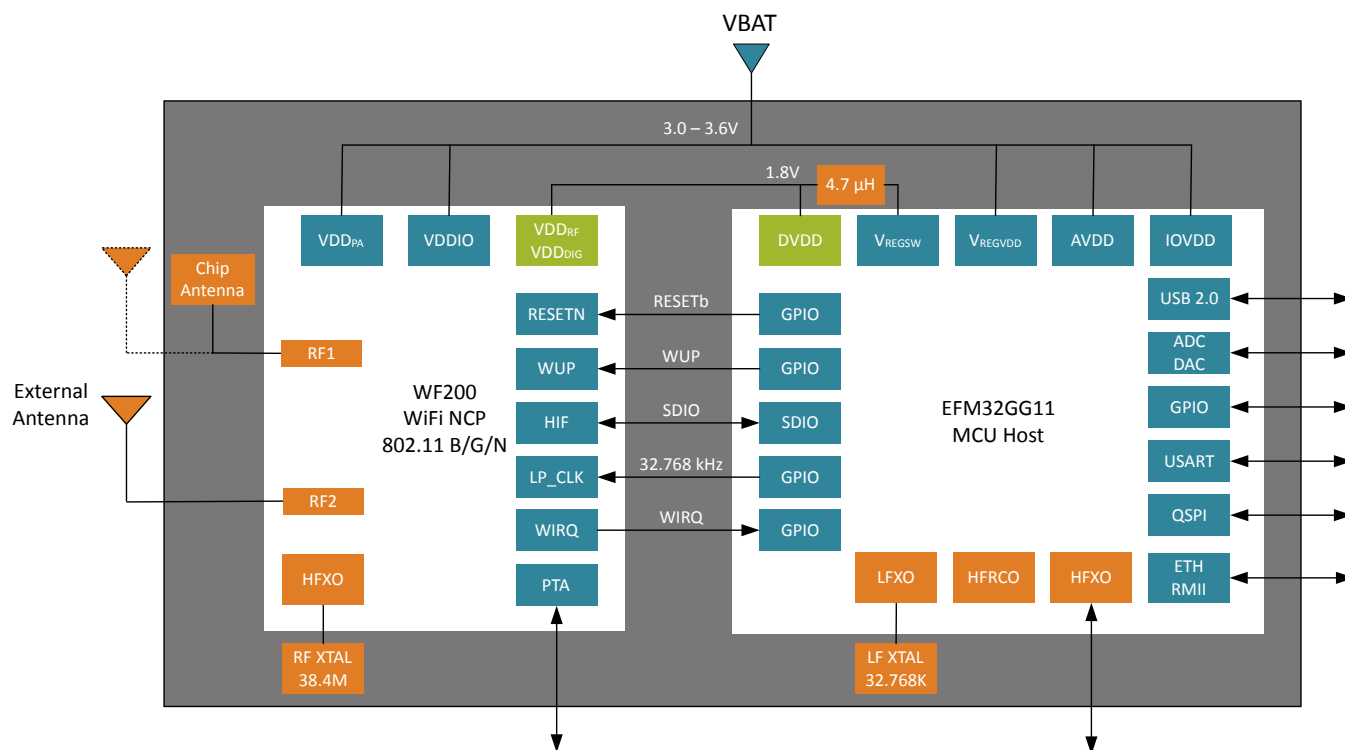 VBAT
3.0 – 3.6V
1.8V
4.7 µH
VDDPA
VDDIO
VDDRF
VDDDIG
DVDD
VREGSW
VREGVDD
AVDD
IOVDD
Chip
Antenna
RF1
External
Antenna
RF2
WF200
WiFi NCP
802.11 B/G/N
RESETN
RESETb
GPIO
WUP
WUP
GPIO
HIF
SDIO
SDIO
LP_CLK
32.768 kHz
GPIO
WIRQ
WIRQ
GPIO
PTA
HFXO
RF XTAL
38.4M
EFM32GG11
MCU Host
USB 2.0
ADC
DAC
GPIO
USART
QSPI
ETH
RMII
LFXO
HFRCO
HFXO
LF XTAL
32.768K